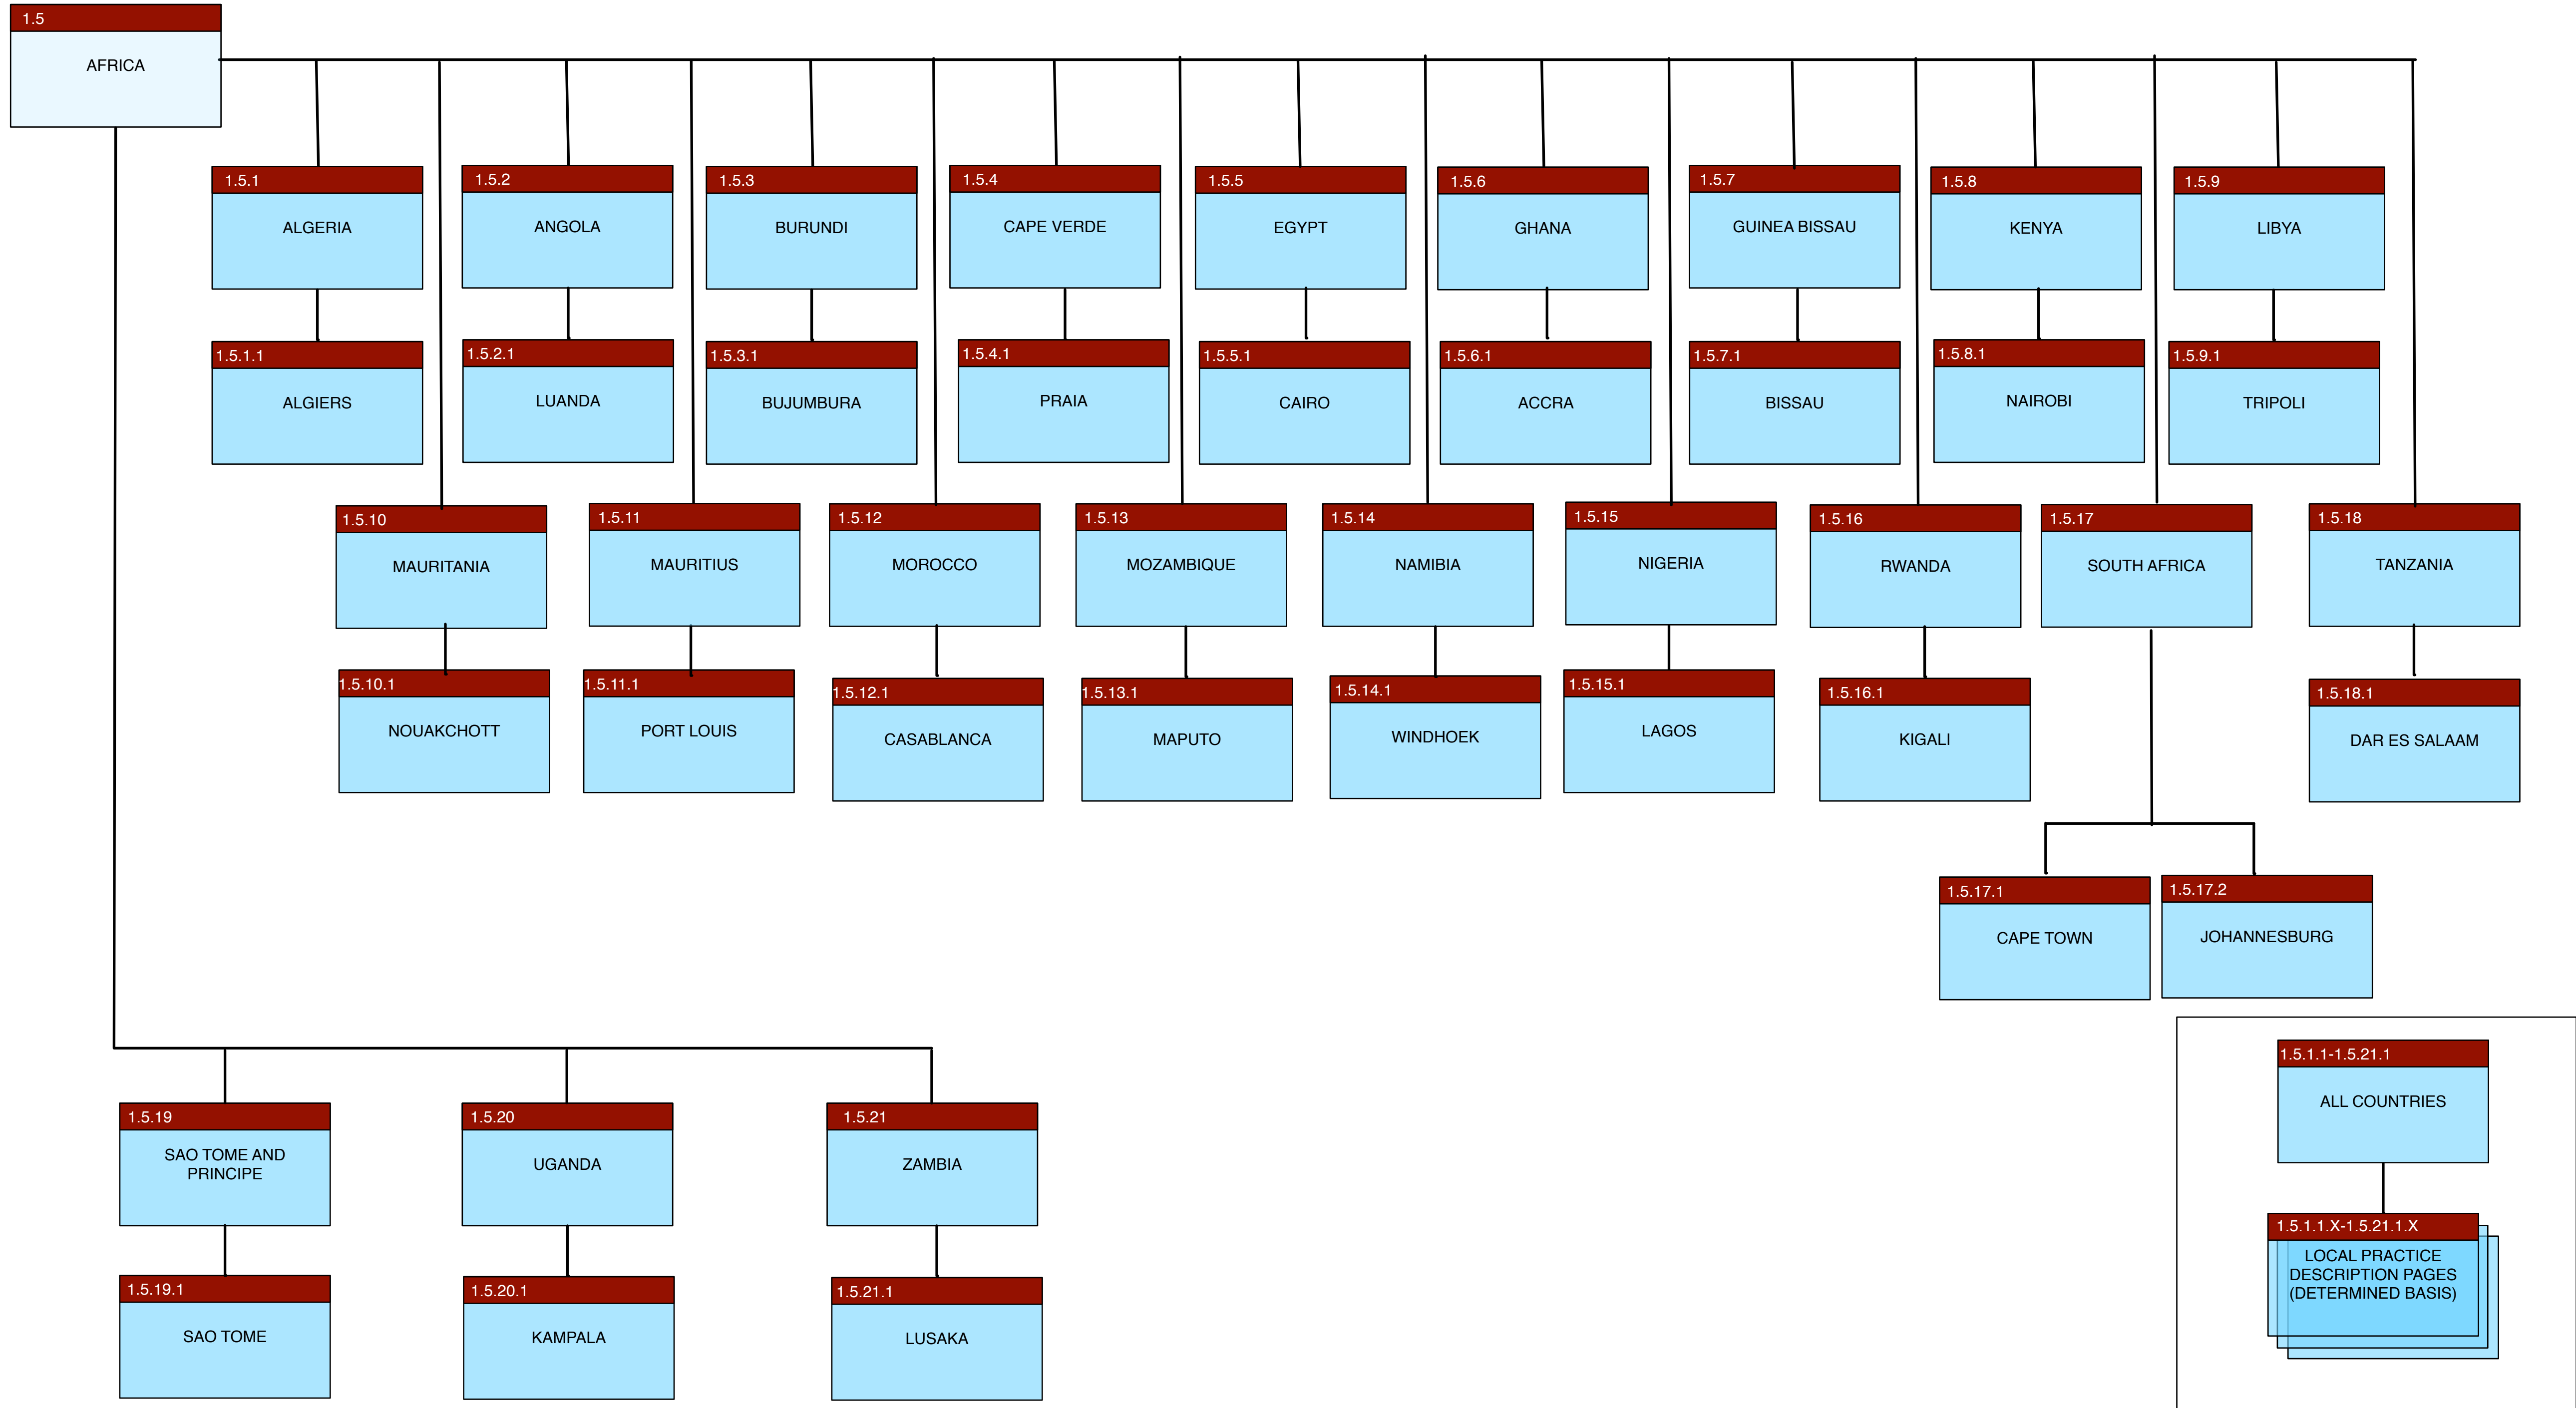 1.5
AFRICA
1.5.1
ALGERIA
1.5.2
ANGOLA
1.5.3
BURUNDI
1.5.4
CAPE VERDE
1.5.5
EGYPT
1.5.6
GHANA
1.5.7
GUINEA BISSAU
1.5.8
KENYA
1.5.9
LIBYA
1.5.1.1
ALGIERS
1.5.2.1
LUANDA
1.5.3.1
BUJUMBURA
1.5.4.1
PRAIA
1.5.5.1
CAIRO
1.5.6.1
ACCRA
1.5.7.1
BISSAU
1.5.8.1
NAIROBI
1.5.9.1
TRIPOLI
1.5.10
MAURITANIA
1.5.11
MAURITIUS
1.5.12
MOROCCO
1.5.13
MOZAMBIQUE
1.5.14
NAMIBIA
1.5.15
NIGERIA
1.5.16
RWANDA
1.5.17
SOUTH AFRICA
1.5.18
TANZANIA
1.5.10.1
NOUAKCHOTT
1.5.11.1
PORT LOUIS
1.5.12.1
CASABLANCA
1.5.13.1
MAPUTO
1.5.14.1
WINDHOEK
1.5.15.1
LAGOS
1.5.16.1
KIGALI
1.5.18.1
DAR ES SALAAM
1.5.17.1
CAPE TOWN
1.5.17.2
JOHANNESBURG
1.5.19
SAO TOME AND
PRINCIPE
1.5.20
UGANDA
1.5.21
ZAMBIA
1.5.19.1
SAO TOME
1.5.20.1
KAMPALA
1.5.21.1
LUSAKA
1.5.1.1-1.5.21.1
ALL COUNTRIES
1.5.1.1.X-1.5.21.1.X
LOCAL PRACTICE
DESCRIPTION PAGES
(DETERMINED BASIS)